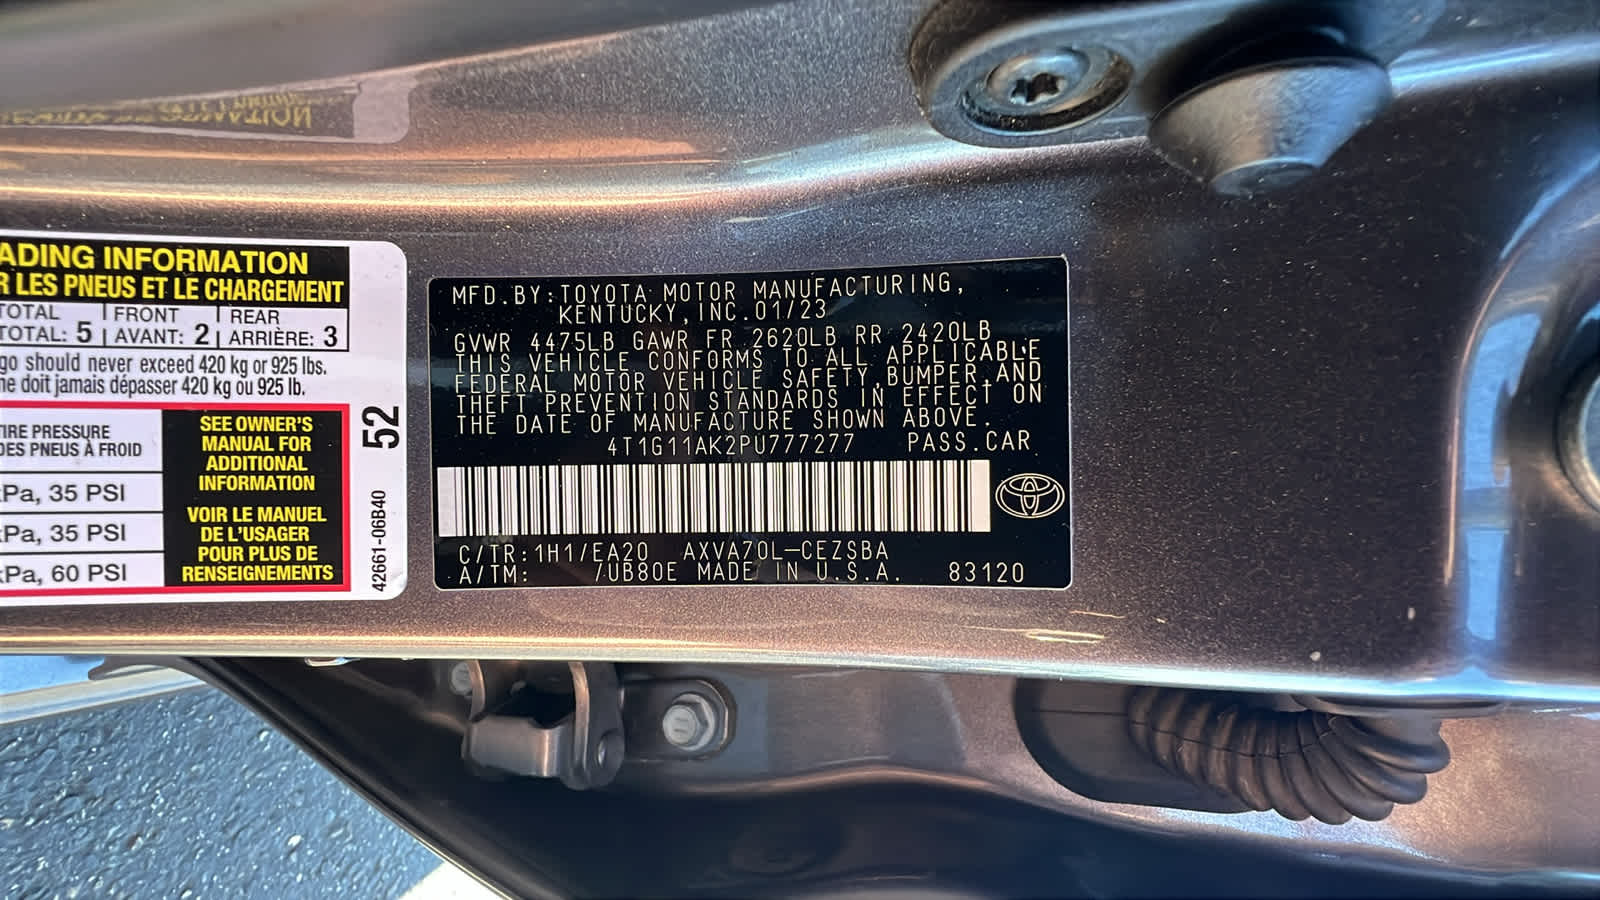 ADING INFORMATION
R LES PNEUS ET LE CHARGEMENT
TOTAL FRONT REAR
TOTAL: 5 AVANT: 2 ARRIÈRE: 3
go should never exceed 420 kg or 925 lbs.
ne doit jamais dépasser 420 kg ou 925 lb.
TIRE PRESSURE
DES PNEUS À FROID
kPa, 35 PSI
kPa, 35 PSI
kPa, 60 PSI
SEE OWNER'S
MANUAL FOR
ADDITIONAL
INFORMATION
VOIR LE MANUEL
DE L'USAGER
POUR PLUS DE
RENSEIGNEMENTS
52
42661-06B40
MFD.BY:TOYOTA MOTOR MANUFACTURING,
KENTUCKY,INC.01/23
GVWR 4475LB GAWR FR 2620LB RR 2420LB
THIS VEHICLE CONFORMS TO ALL APPLICABLE
FEDERAL MOTOR VEHICLE SAFETY,BUMPER,AND
THEFT PREVENTION STANDARDS IN EFFECT ON
THE DATE OF MANUFACTURE SHOWN ABOVE.
4T1G11AK2PU777277 PASS.CAR
C/TR:1H1/EA20 AXVA70L-CEZSBA
A/TM: /UB80E MADE IN U.S.A. 83120